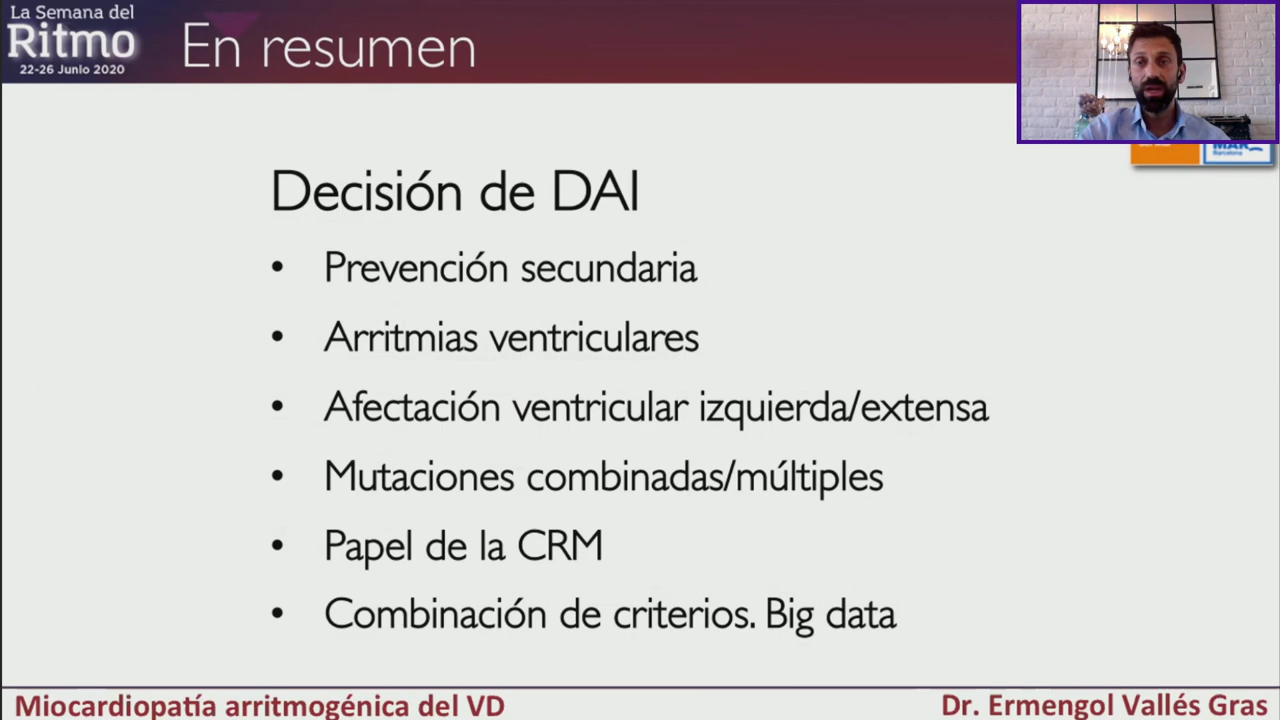 La Semana del
Ritmo
22-26 Junio 2020
En resumen
Decisión de DAI
• Prevención secundaria
• Arritmias ventriculares
• Afectación ventricular izquierda/extensa
• Mutaciones combinadas/múltiples
• Papel de la CRM
• Combinación de criterios. Big data
Miocardiopatía arritmogénica del VD
Dr. Ermengol Vallés Gras